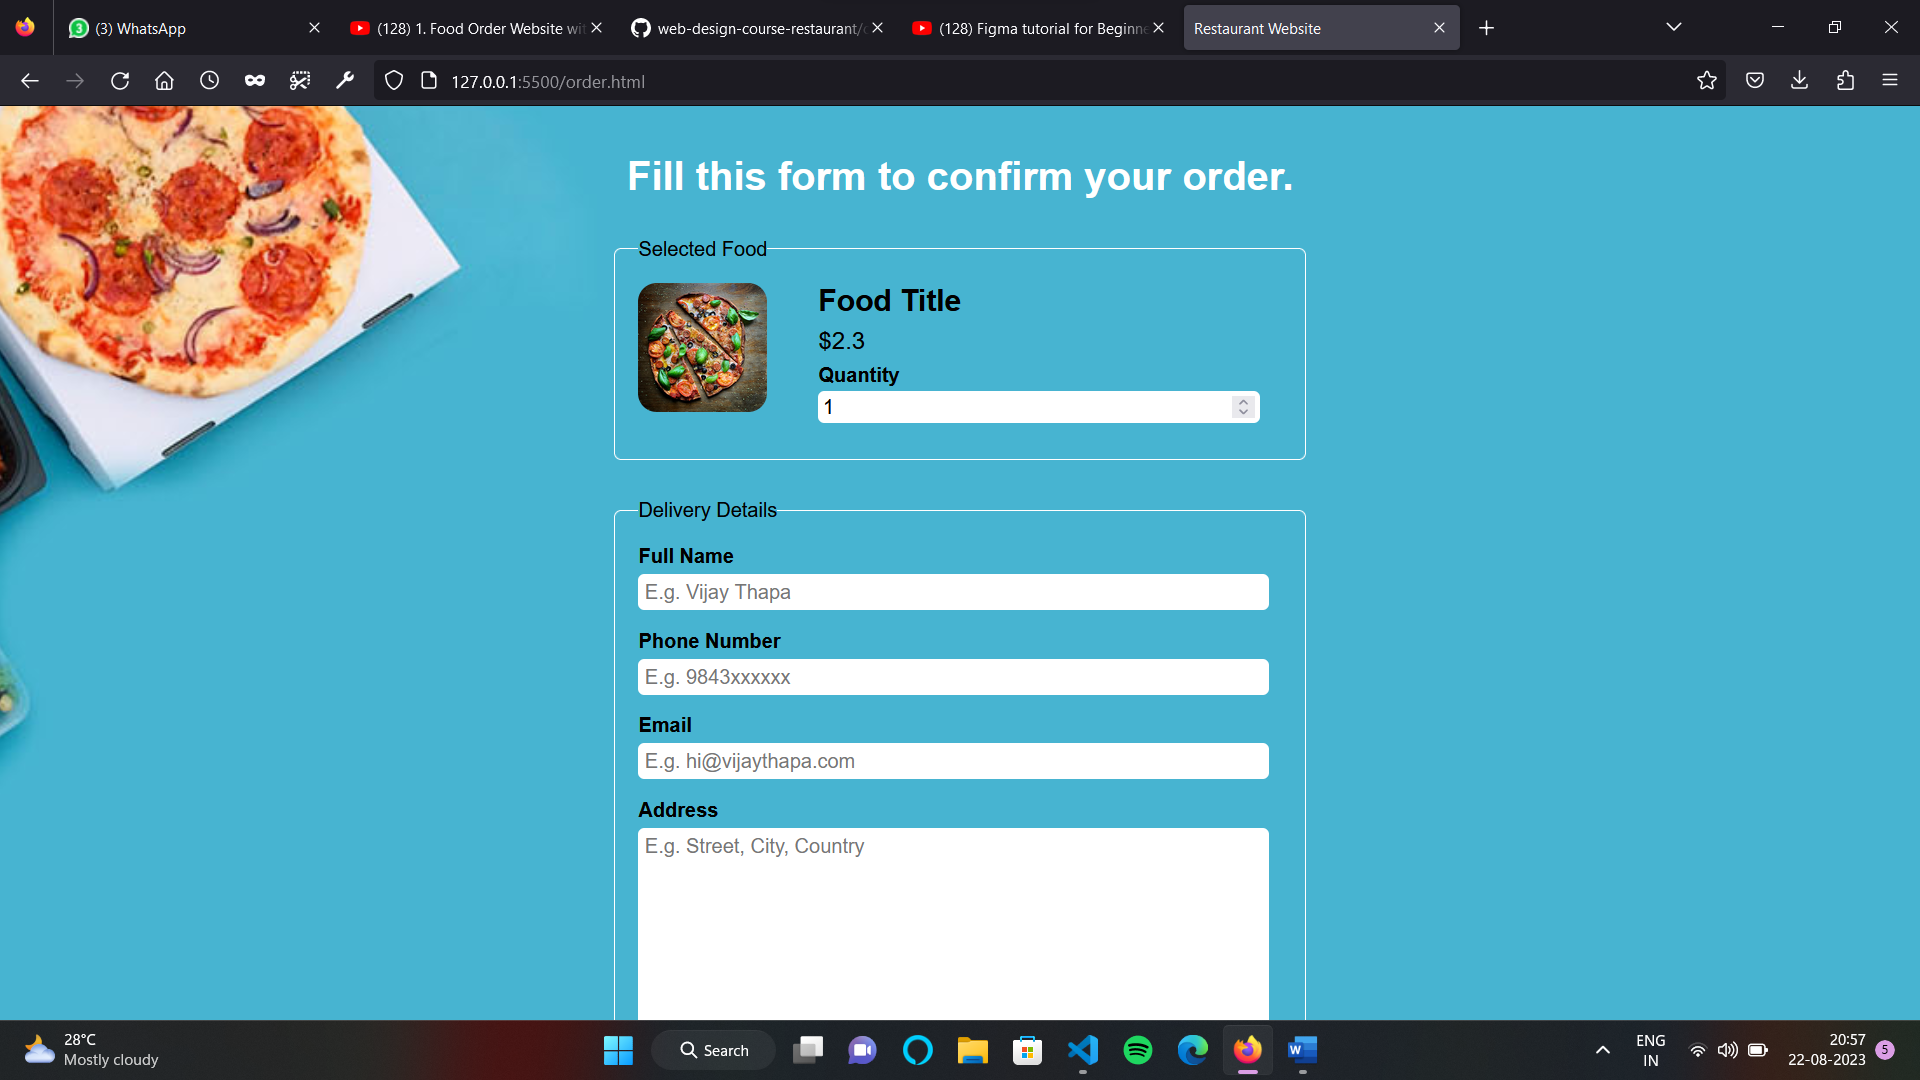 (3) WhatsApp
(128) 1. Food Order Website wit
web-design-course-restaurant/
(128) Figma tutorial for Beginne
Restaurant Website
127.0.0.1:5500/order.html
Fill this form to confirm your order.
Selected Food
Food Title
$2.3
Quantity
1
Delivery Details
Full Name
E.g. Vijay Thapa
Phone Number
E.g. 9843xxxxxx
Email
E.g. hi@vijaythapa.com
Address
E.g. Street, City, Country
28°C
Mostly cloudy
Search
ENG
IN
20:57
22-08-2023
5